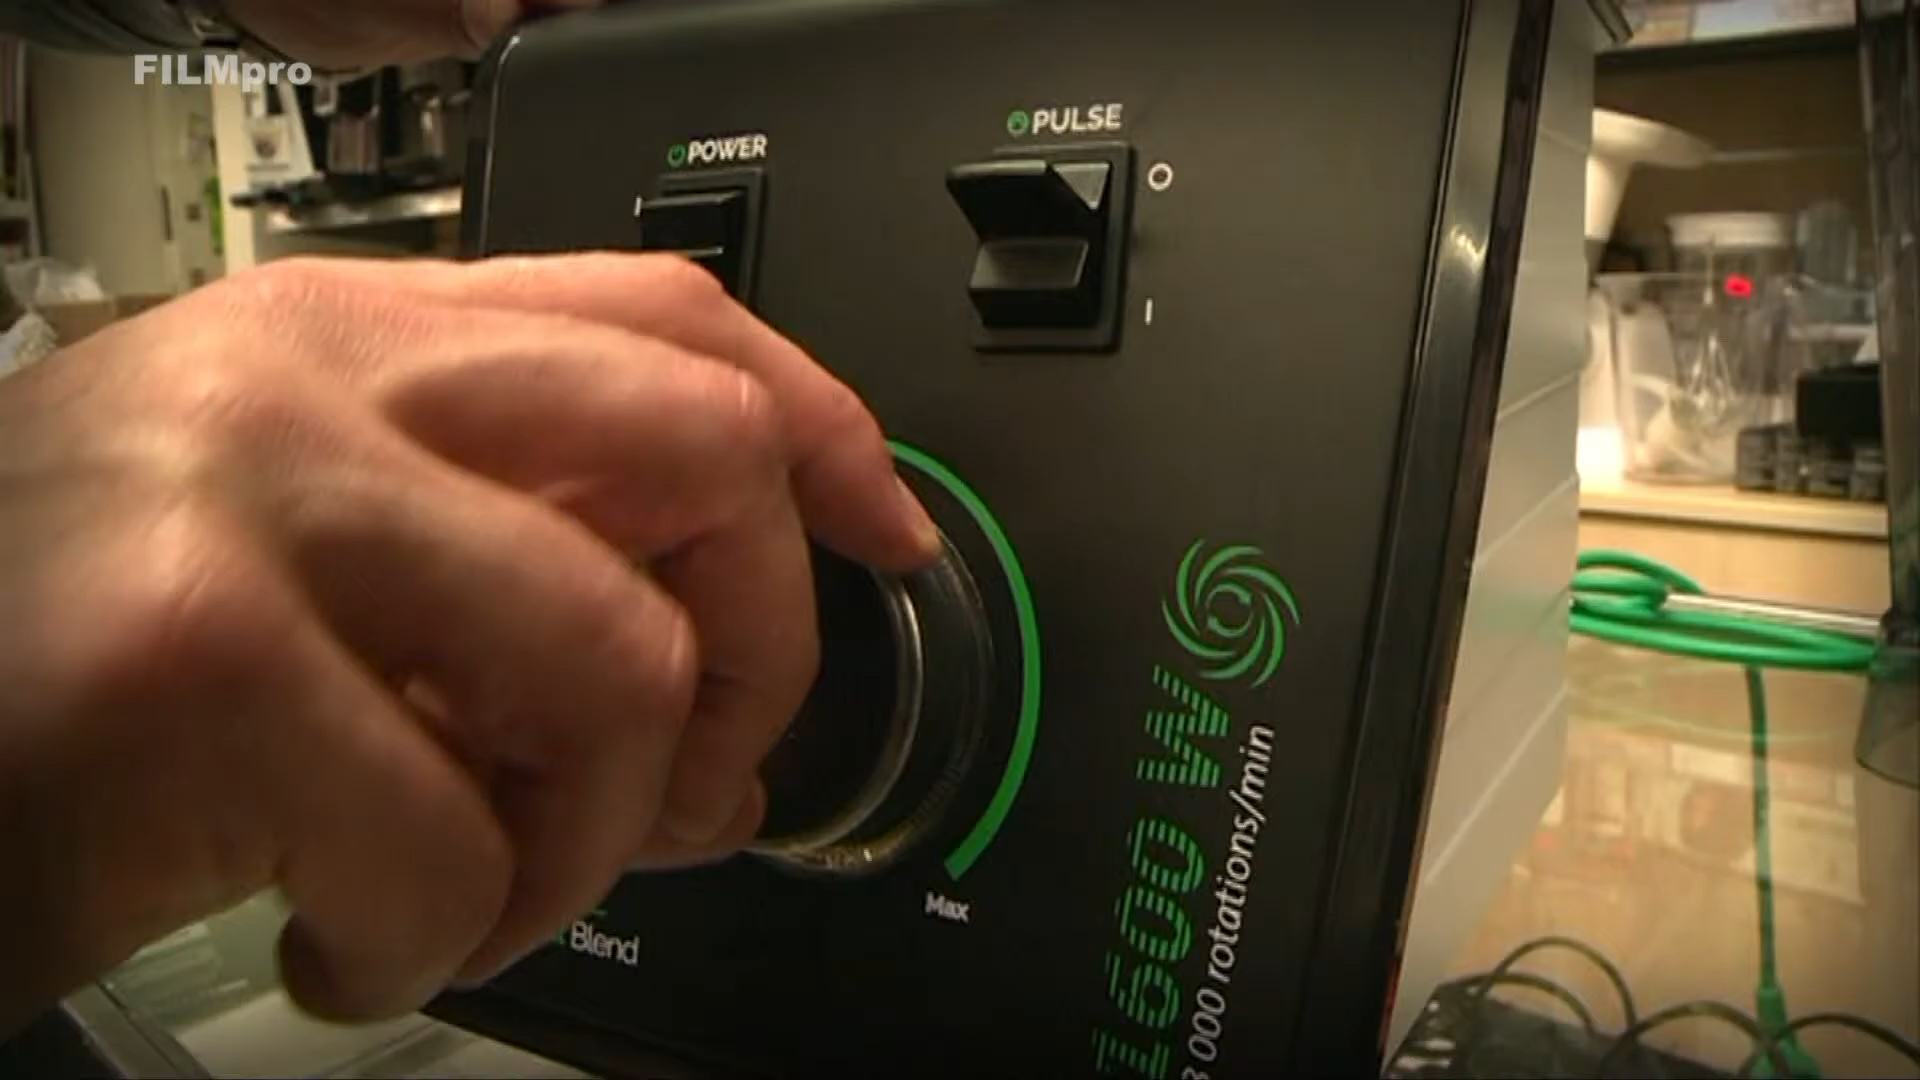 FILMpro
POWER
PULSE
I
O
I
Blend
Max
1600 W
000 rotations/min